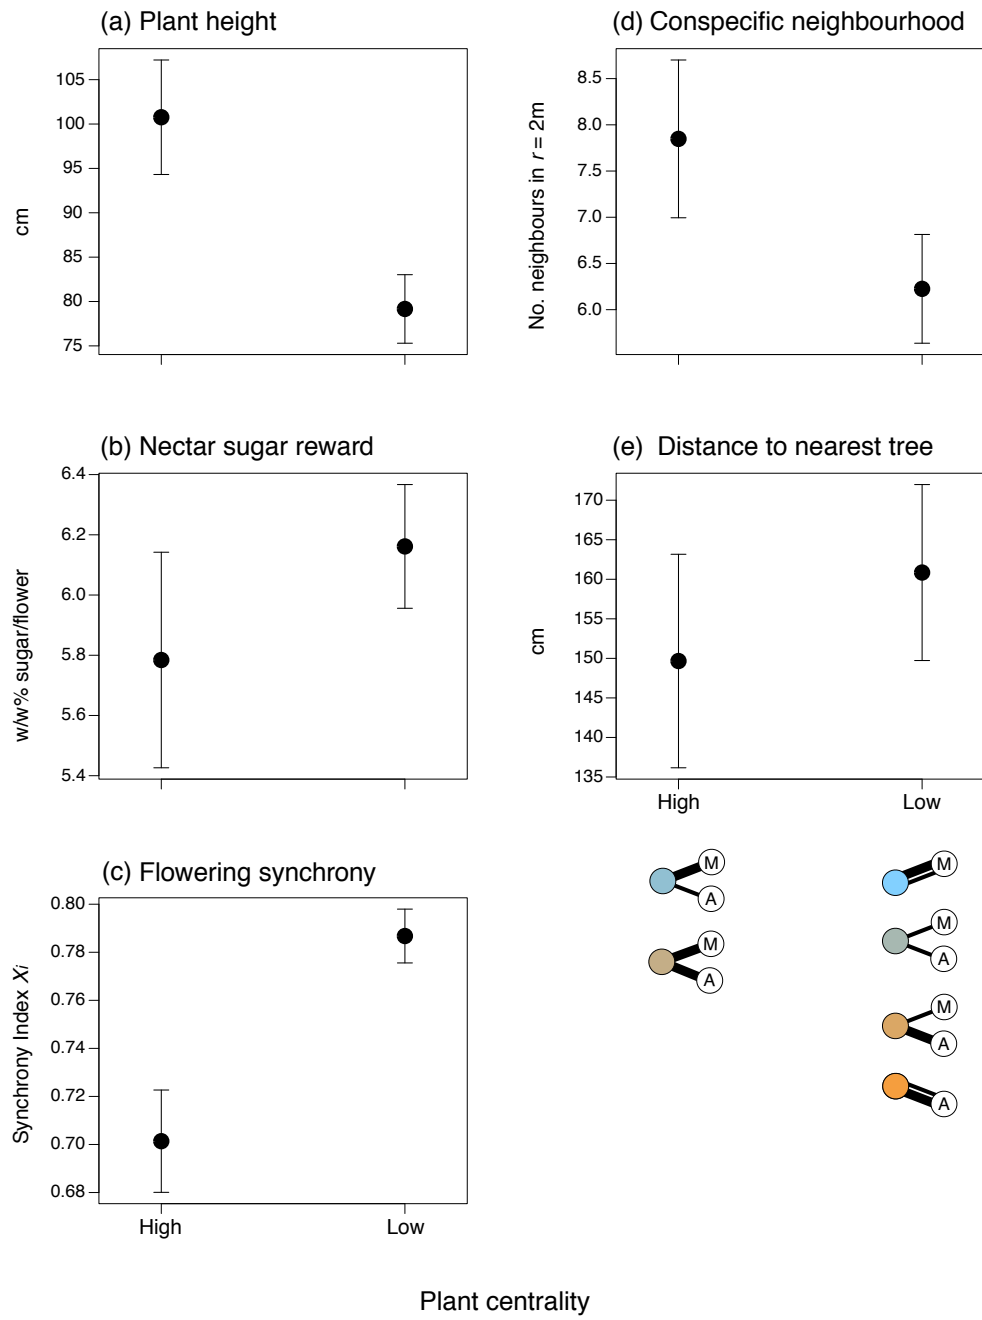 (a) Plant height
cm
105
100
95
90
85
80
75
(b) Nectar sugar reward
w/w% sugar/flower
6.4
6.2
6.0
5.8
5.6
5.4
(c) Flowering synchrony
Synchrony Index Xi
0.80
0.78
0.76
0.74
0.72
0.70
0.68
High Low
(d) Conspecific neighbourhood
No. neighbours in r = 2m
8.5
8.0
7.5
7.0
6.5
6.0
(e) Distance to nearest tree
cm
170
165
160
155
150
145
140
135
High Low
M
A
M
A
M
M
A
M
A
A
Plant centrality